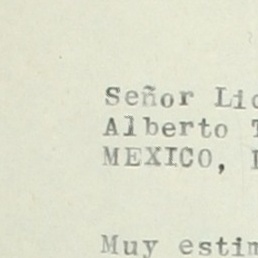 Señor Lic
Alberto T
MEXICO,
Muy estim